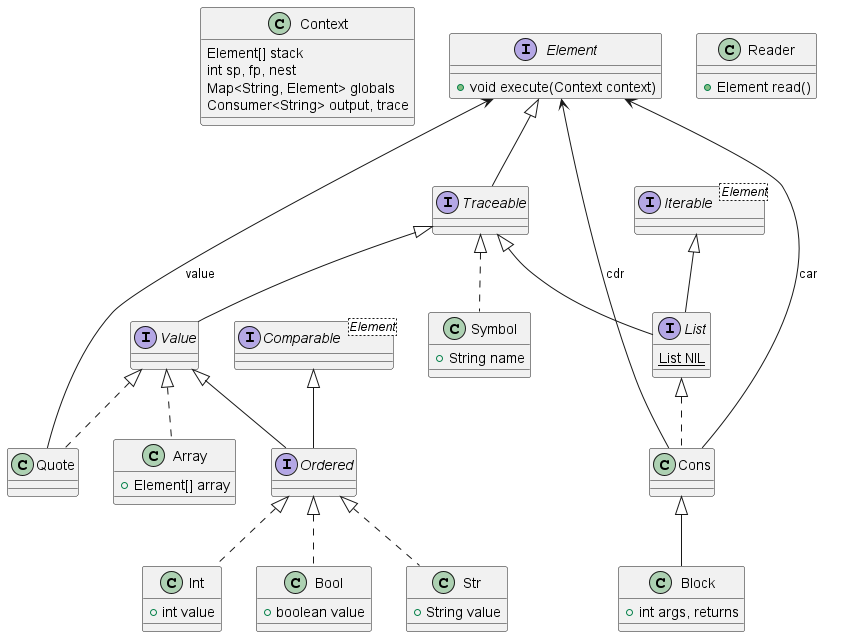 C Context
Element[] stack
int sp, fp, nest
Map<String, Element> globals
Consumer<String> output, trace
I Element
void execute(Context context)
C Reader
Element read()
I Traceable
I Iterable
Element
value
cdr
car
I Value
I Comparable
Element
C Symbol
String name
I List
List NIL
C Quote
C Array
Element[] array
I Ordered
C Cons
C Int
int value
C Bool
boolean value
C Str
String value
C Block
int args, returns